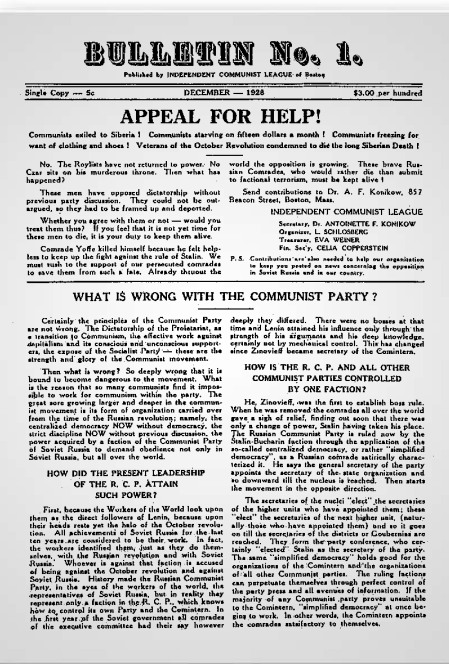 BULLETIN No. 1.
Published by INDEPENDENT COMMUNIST LEAGUE of Boston
Single Copy — 5c DECEMBER — 1928 $3.00 per hundred
APPEAL FOR HELP!
Communists exiled to Siberia ! Communists starving on fifteen dollars a month ! Communists freezing for
want of clothing and shoes ! Veterans of the October Revolution condemned to die the long Siberian Death !
No. The Roylists have not returned to power. No
Czar sits on his murderous throne. Then what has
happened?
These men have opposed dictatorship without
previous party discussion. They could not be out-
argued, so they had to be framed up and deported.
Whether you agree with them or not — would you
treat them thus? If you feel that it is not yet time for
these men to die, it is your duty to keep them alive.
Comrade Yoffe killed himself because he felt help-
less to keep up the fight against the rule of Stalin. We
must rush to the support of our persecuted comrades
to save them from such a fate. Already thruout the
world the opposition is growing. These brave Rus-
sian Comrades, who would rather die than submit
to factional terrorism, must be kept alive !
Send contributions to Dr. A. F. Konikow, 857
Beacon Street, Boston, Mass.
INDEPENDENT COMMUNIST LEAGUE
Secretary, Dr. ANTOINETTE F. KONIKOW
Organizer, L. SCHLOSBERG
Treasurer, EVA WEINER
Fin. Sec'y, CELIA COPPERSTEIN
P. S. Contributions are also needed to help our organization
to keep you posted on news concerning the opposition
in Soviet Russia and in our country.
WHAT IS WRONG WITH THE COMMUNIST PARTY ?
Certainly the principles of the Communist Party
are not wrong. The Dictatorship of the Proletariat, as
a transition to Communism, the effective work against
capitalism and its conscious and unconscious support-
ers, the expose of the Socialist Party — these are the
strength and glory of the Communist movement.
Then what is wrong? So deeply wrong that it is
bound to become dangerous to the movement. What
is the reason that so many communists find it impos-
sible to work for communism within the party. The
great sore growing larger and deeper in the commun-
ist movement is its form of organization carried over
from the time of the Russian revolution; namely, the
centralized democracy NOW without democracy, the
strict discipline NOW without previous discussion, the
power acquired by a faction of the Communist Party
of Soviet Russia to demand obedience not only in
Soviet Russia, but all over the world.
HOW DID THE PRESENT LEADERSHIP
OF THE R. C. P. ATTAIN
SUCH POWER?
First, because the Workers of the World look upon
them as the direct followers of Lenin, because upon
their heads rests yet the halo of the October revolu-
tion. All achievements of Soviet Russia for the last
ten years are considered to be their work. In fact,
the workers identified them, just as they do them-
selves, with the Russian revolution and with Soviet
Russia. Whoever is against that faction is accused
of being against the October revolution and against
Soviet Russia. History made the Russian Communist
Party, in the eyes of the workers of the world, the
representatives of Soviet Russia, but in reality they
represent only a faction in the R. C. P., which knows
how to control its own Party and the Comintern. In
the first year of the Soviet government all comrades
of the executive committee had their say however
deeply they differed. There were no bosses at that
time and Lenin attained his influence only through the
strength of his arguments and his deep knowledge,
certainly not by mechanical control. This has changed
since Zinovieff became secretary of the Comintern.
HOW IS THE R. C. P. AND ALL OTHER
COMMUNIST PARTIES CONTROLLED
BY ONE FACTION?
He, Zinovieff, was the first to establish boss rule.
When he was removed the comrades all over the world
gave a sigh of relief, finding out soon that there was
only a change of power, Stalin having taken his place.
The Russian Communist Party is ruled now by the
Stalin-Bucharin faction through the application of the
so-called centralized democracy, or rather "simplified
democracy", as a Russian comrade satirically charac-
terized it. He says the general secretary of the party
appoints the secretary of the state organization and
so downward till the nucleus is reached. Then starts
the movement in the opposite direction.
The secretaries of the nuclei "elect" the secretaries
of the higher units who have appointed them; these
"elect" the secretaries of the next higher unit, (natur-
ally those who have appointed them) and so it goes
on till the secretaries of the districts or Goubernías are
reached. They form the party conference, who cer-
tainly "elected" Stalin as the secretary of the party.
The same "simplified democracy" holds good for the
organizations of the Comintern and the organizations
of all other Communist parties. The ruling factions
can perpetuate themselves through perfect control of
the party press and all avenues of information. If the
majority of any Communist party proves unsuitable
to the Comintern, "simplified democracy" at once be-
gins to work. In other words, the Comintern appoints
the comrades satisfactory to themselves.